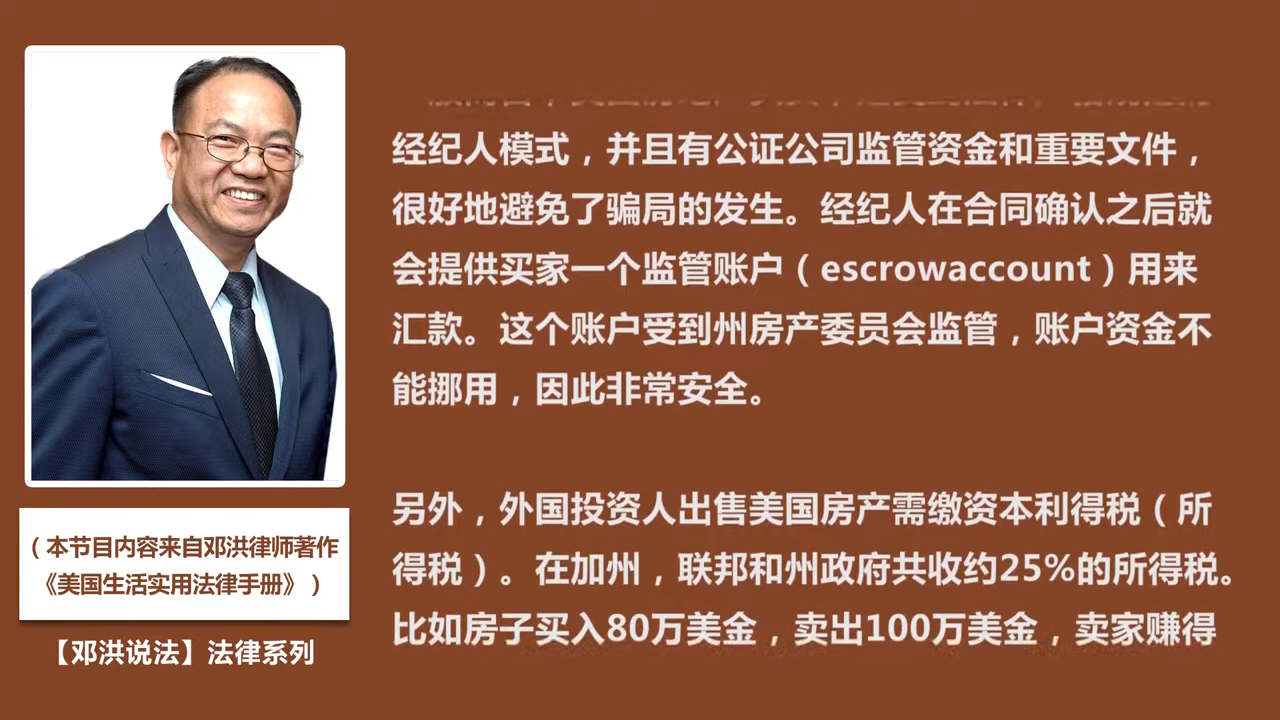 经纪人模式，并且有公证公司监管资金和重要文件，
很好地避免了骗局的发生。经纪人在合同确认之后就
会提供买家一个监管账户（escrowaccount）用来
汇款。这个账户受到州房产委员会监管，账户资金不
能挪用，因此非常安全。
另外，外国投资人出售美国房产需缴资本利得税（所
得税）。在加州，联邦和州政府共收约25%的所得税。
比如房子买入80万美金，卖出100万美金，卖家赚得
（本节目内容来自邓洪律师著作
《美国生活实用法律手册》）
【邓洪说法】法律系列